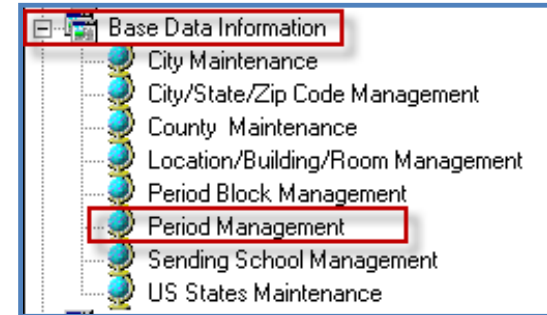 Base Data Information
City Maintenance
City/State/Zip Code Management
County Maintenance
Location/Building/Room Management
Period Block Management
Period Management
Sending School Management
US States Maintenance